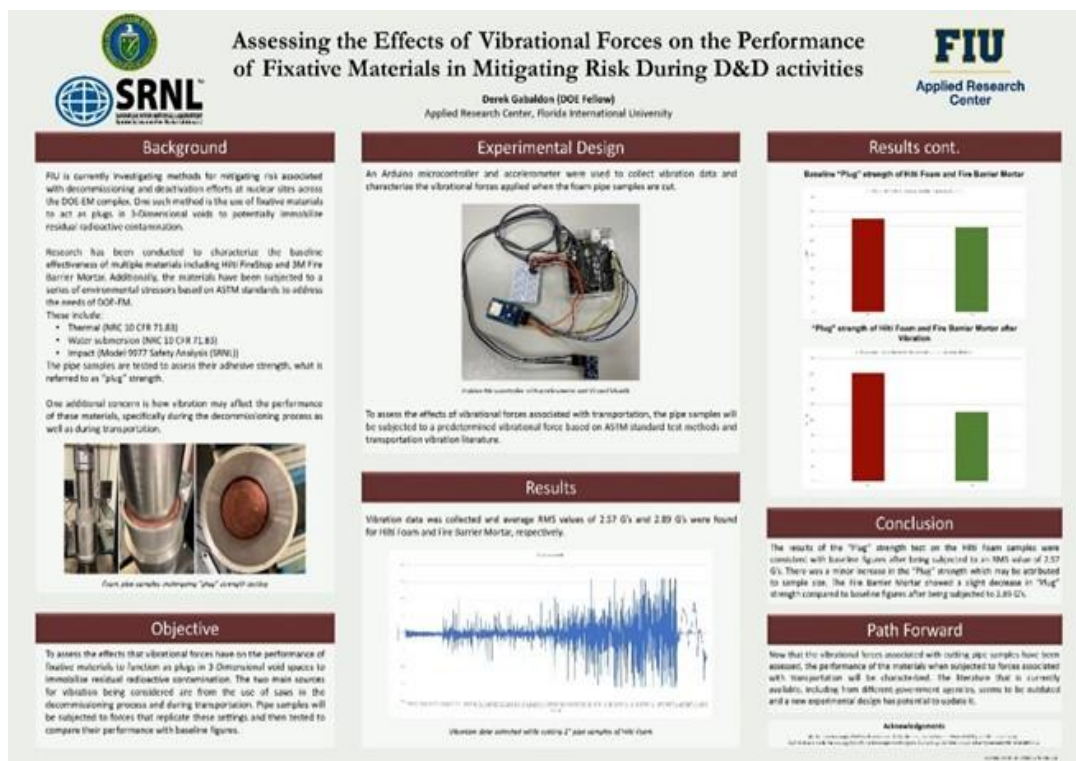 Assessing the Effects of Vibrational Forces on the Performance
of Fixative Materials in Mitigating Risk During D&D activities
SRNL
Derek Gabaldon (DOE Fellow)
Applied Research Center, Florida International University
FIU
Applied Research
Center
Background
FIU is currently investigating methods for mitigating risk associated
with decommissioning and deactivation efforts at nuclear sites across
the DOE-EM complex. One such method is the use of fixative materials
to act as plugs in 3-Dimensional voids to potentially immobilize
residual radioactive contamination.
Research has been conducted to characterize the baseline
effectiveness of multiple materials including Hilti FireStop and 3M Fire
Barrier Mortar. Additionally, the materials have been subjected to a
series of environmental stressors based on ASTM standards to address
the needs of DOE-EM.
These include:
• Thermal (NRC 10 CFR 71.83)
• Water submersion (NRC 10 CFR 71.83)
• Impact (Model 9977 Safety Analysis (SRNL))
The pipe samples are tested to assess their adhesive strength, what is
referred to as "plug" strength.
One additional concern is how vibration may affect the performance
of these materials, specifically during the decommissioning process as
well as during transportation.
Foam pipe samples undergoing "plug" strength testing
Objective
To assess the effects that vibrational forces have on the performance of
fixative materials to function as plugs in 3-Dimensional void spaces to
immobilize residual radioactive contamination. The two main sources
for vibration being considered are from the use of saws in the
decommissioning process and during transportation. Pipe samples will
be subjected to forces that replicate these settings and then tested to
compare their performance with baseline figures.
Experimental Design
An Arduino microcontroller and accelerometer were used to collect vibration data and
characterize the vibrational forces applied when the foam pipe samples are cut.
To assess the effects of vibrational forces associated with transportation, the pipe samples will
be subjected to a predetermined vibrational force based on ASTM standard test methods and
transportation vibration literature.
Results
Vibration data was collected and average RMS values of 2.57 G's and 2.89 G's were found
for Hilti Foam and Fire Barrier Mortar, respectively.
Vibration data collected while cutting 2" pipe samples of Hilti Foam
Results cont.
Baseline "Plug" strength of Hilti Foam and Fire Barrier Mortar
"Plug" strength of Hilti Foam and Fire Barrier Mortar after
Vibration
Conclusion
The results of the "Plug" strength test on the Hilti Foam samples were
consistent with baseline figures after being subjected to an RMS value of 2.57
G's. There was a minor increase in the "Plug" strength which may be attributed
to sample size. The Fire Barrier Mortar showed a slight decrease in "Plug"
strength compared to baseline figures after being subjected to 2.89 G's.
Path Forward
Now that the vibrational forces associated with cutting pipe samples have been
assessed, the performance of the materials when subjected to forces associated
with transportation will be characterized. The literature that is currently
available, including from different government agencies, seems to be outdated
and a new experimental design has potential to update it.
Acknowledgements